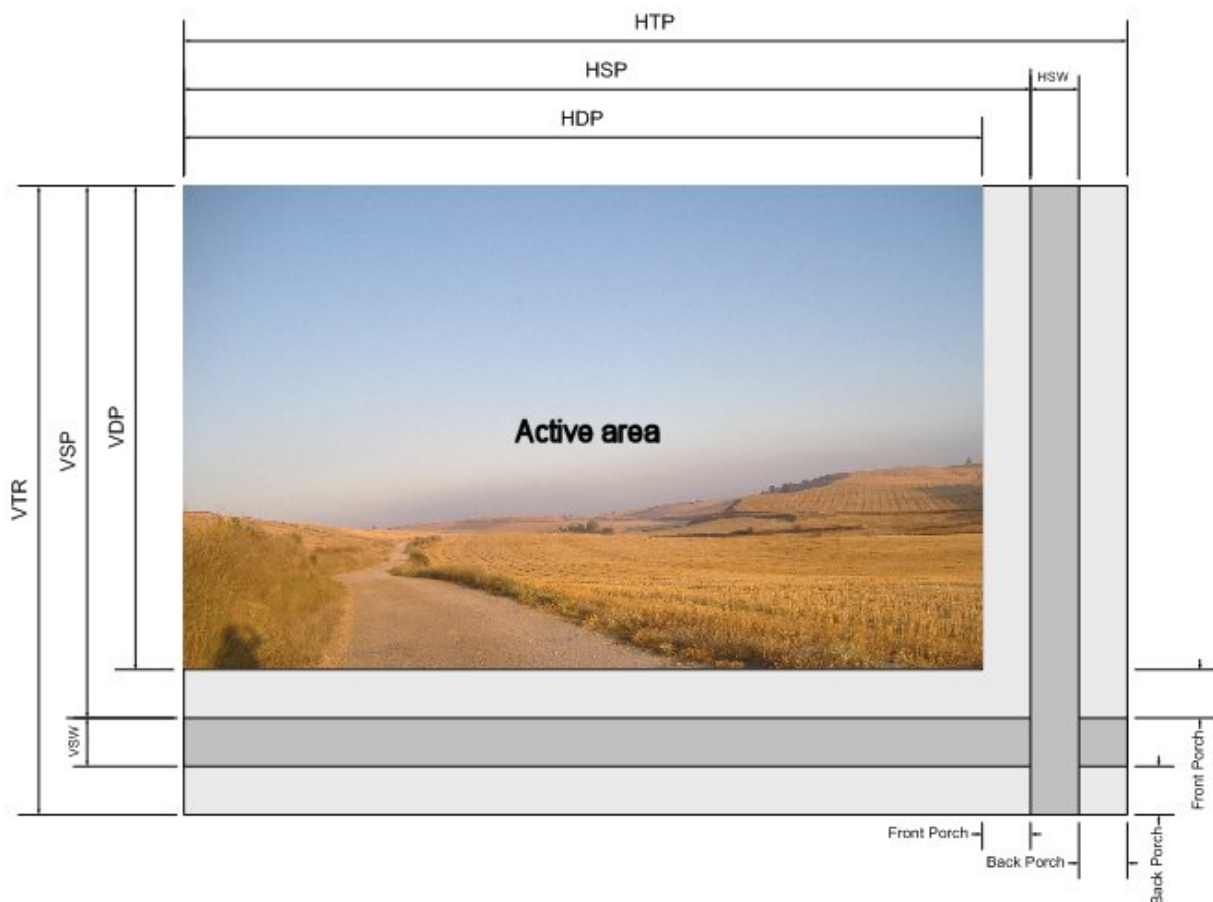 HTP
HSP
HSW
HDP
VTR
VSP
VDP
Active area
VSW
Front Porch
Back Porch
Front Porch
Back Porch